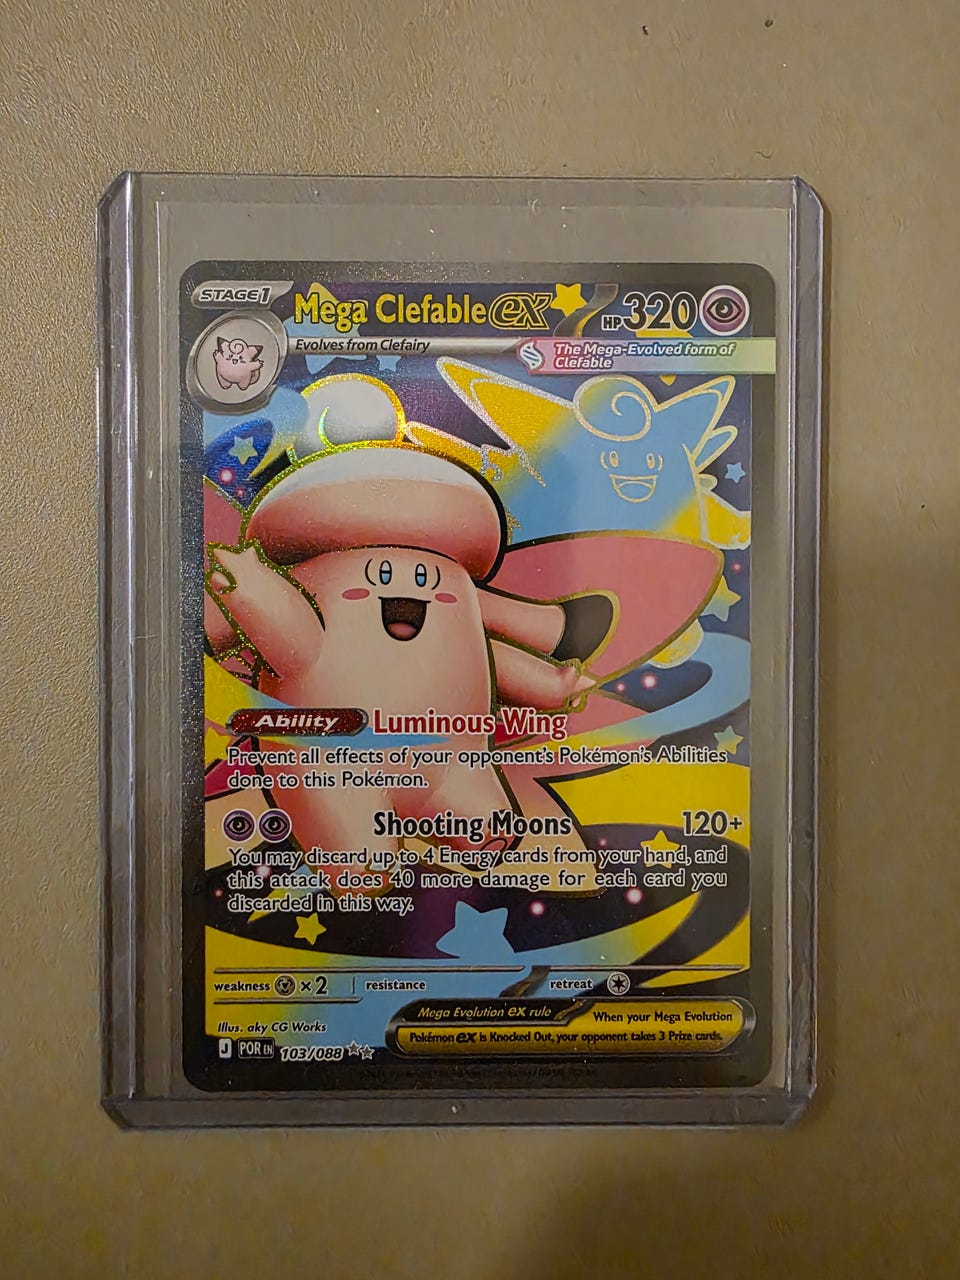 STAGE 1
Mega Clefable ex
HP 320
Evolves from Clefairy
The Mega-Evolved form of
Clefable
Ability Luminous Wing
Prevent all effects of your opponent's Pokémon's Abilities
done to this Pokémon.
Shooting Moons 120+
You may discard up to 4 Energy cards from your hand, and
this attack does 40 more damage for each card you
discarded in this way.
weakness ×2 resistance retreat
Mega Evolution ex rule
When your Mega Evolution
Pokémon ex is Knocked Out, your opponent takes 3 Prize cards.
Illus. aky CG Works
J POR EN 103/088